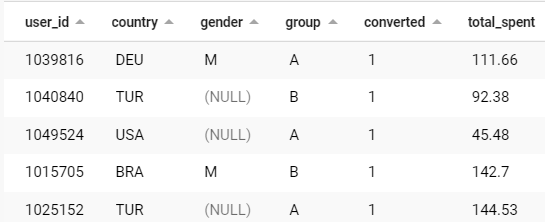 user_id country gender group converted total_spent
1039816 DEU M A 1 111.66
1040840 TUR (NULL) B 1 92.38
1049524 USA (NULL) A 1 45.48
1015705 BRA M B 1 142.7
1025152 TUR (NULL) A 1 144.53